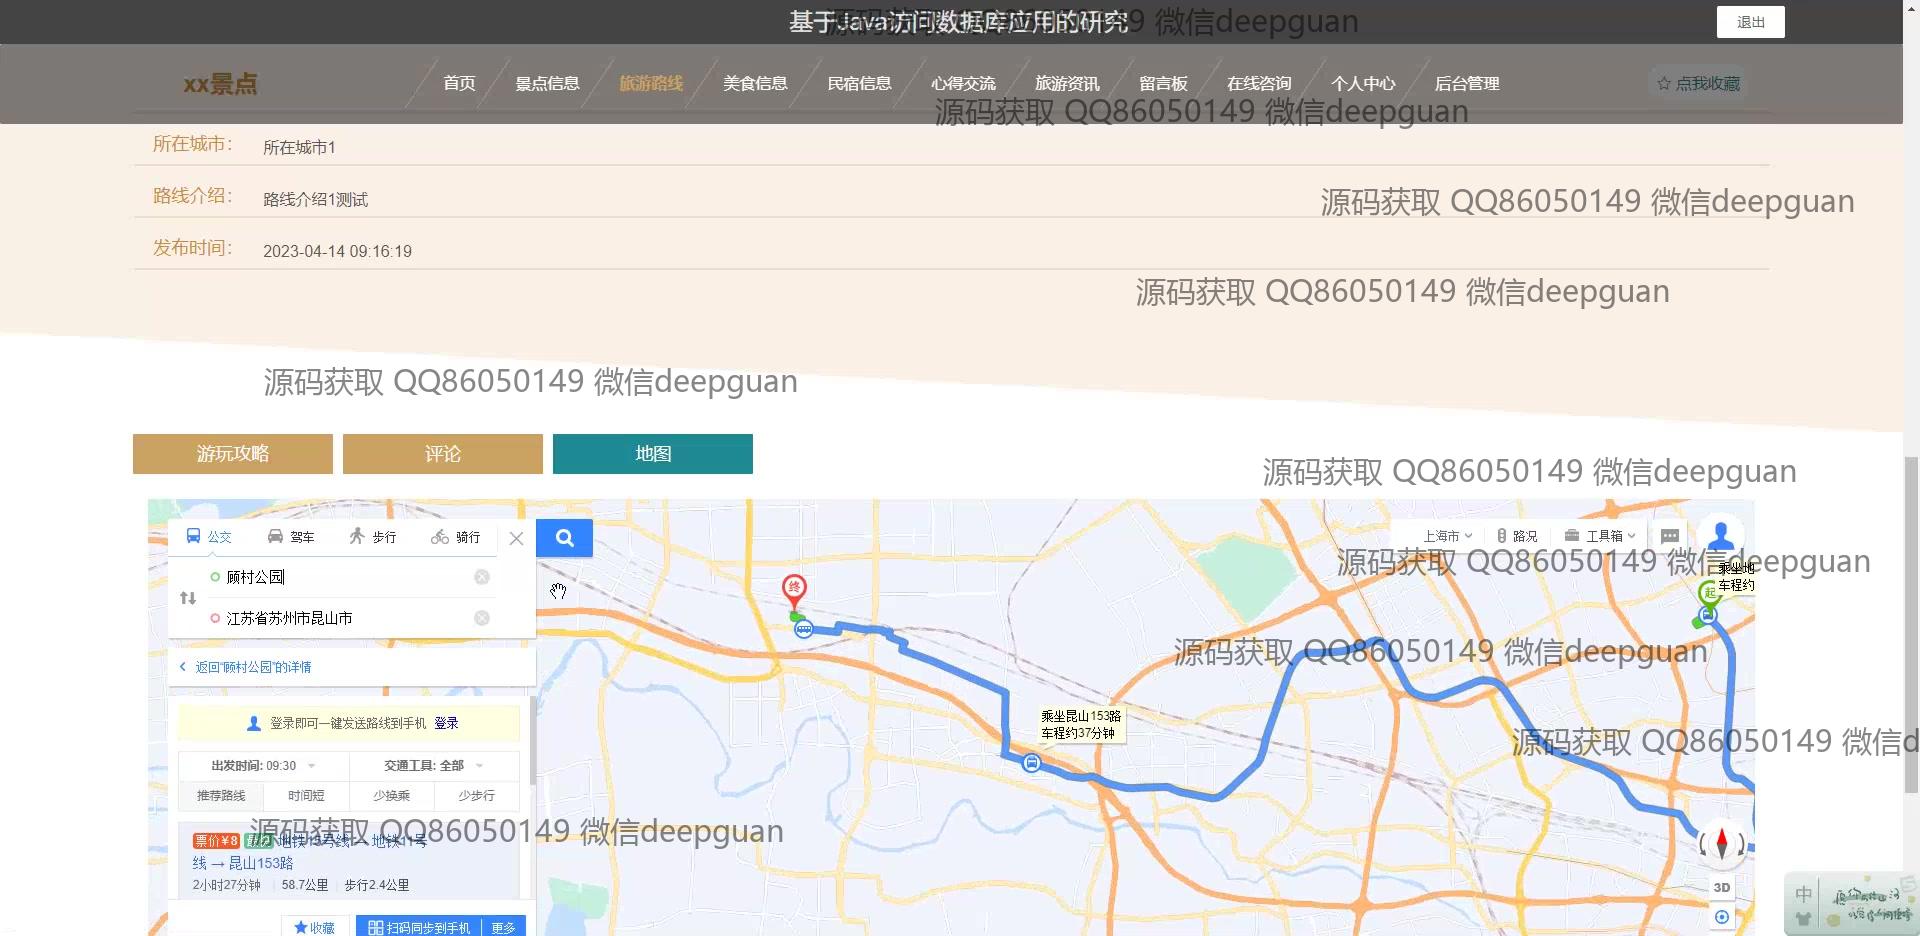 基于Java访问数据库应用的研究
退出
xx景点
首页 景点信息 旅游路线 美食信息 民宿信息 心得交流 旅游资讯 留言板 在线咨询 个人中心 后台管理
点我收藏
源码获取 QQ86050149 微信deepguan
所在城市: 所在城市1
路线介绍: 路线介绍1测试
源码获取 QQ86050149 微信deepguan
发布时间: 2023-04-14 09:16:19
源码获取 QQ86050149 微信deepguan
源码获取 QQ86050149 微信deepguan
游玩攻略 评论 地图
源码获取 QQ86050149 微信deepguan
公交 驾车 步行 骑行
上海市 路况 工具箱
源码获取 QQ86050149 微信deepguan
顾村公园
乘坐地
车程约
终
起
江苏省苏州市昆山市
源码获取 QQ86050149 微信deepguan
返回"顾村公园"的详情
登录即可一键发送路线到手机 登录
乘坐昆山153路
车程约37分钟
源码获取 QQ86050149 微信d
出发时间: 09:30 交通工具: 全部
推荐路线 时间短 少换乘 少步行
源码获取 QQ86050149 微信deepguan
票价¥8 地铁15号线 地铁11号
线 → 昆山153路
2小时27分钟 58.7公里 步行2.4公里
3D
中
收藏 扫码同步到手机 更多